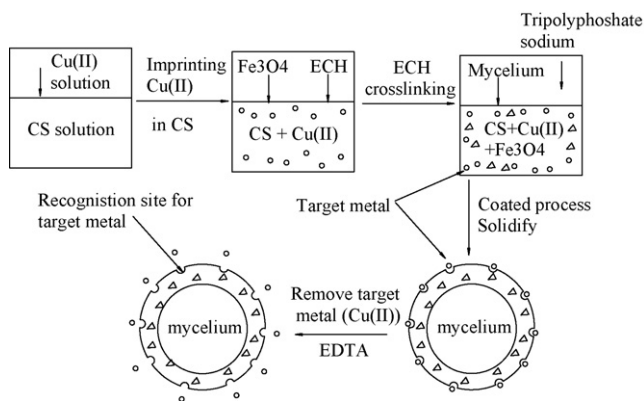 Cu(II)
solution
CS solution
Imprinting
Cu(II)
in CS
Fe3O4
ECH
CS + Cu(II)
ECH
crosslinking
Tripolyphoshate
sodium
Mycelium
CS+Cu(II)
+Fe3O4
Recognistion site for
target metal
Target metal
Coated process
Solidify
mycelium
Remove target
metal (Cu(II))
EDTA
mycelium